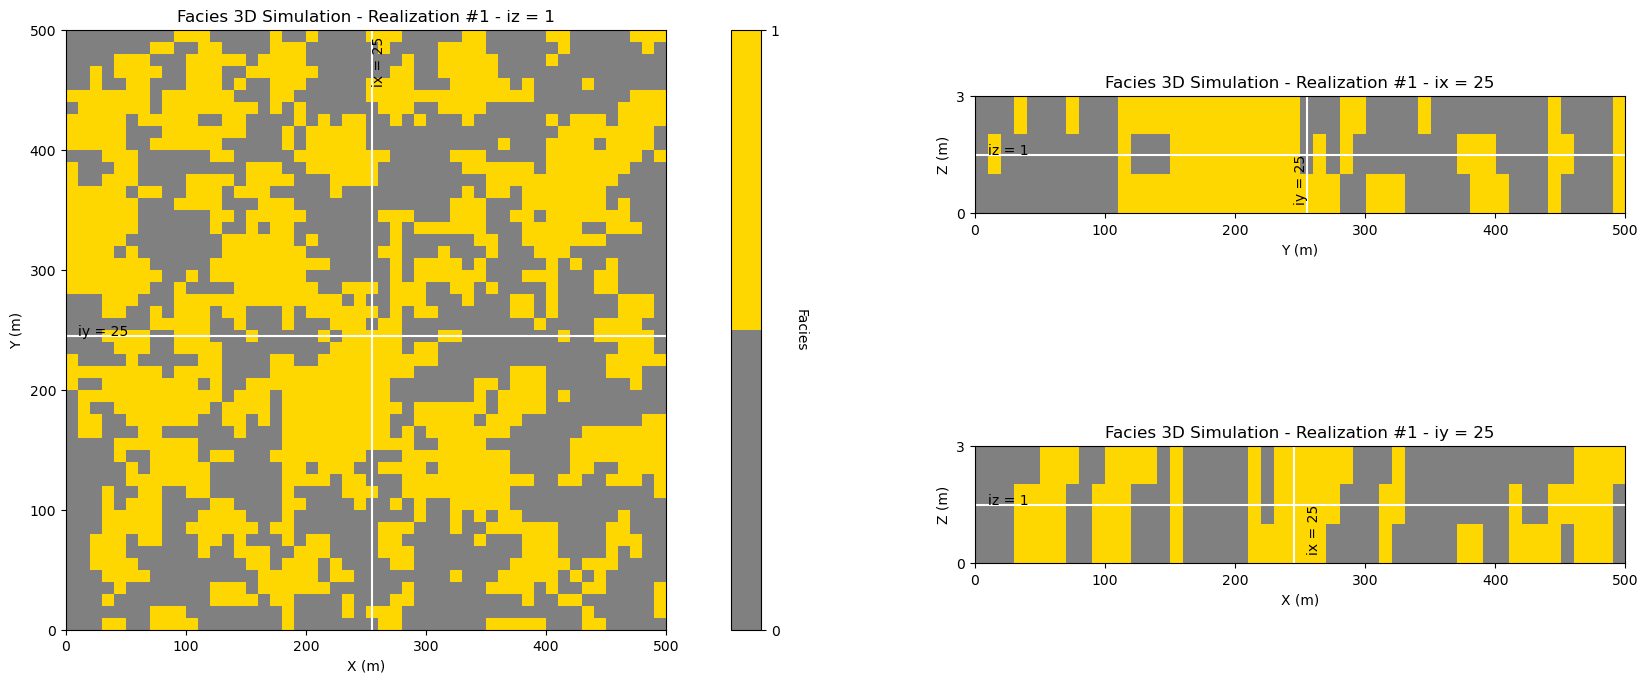 Facies 3D Simulation - Realization #1 - iz = 1
500
400
300
200
100
0
Y (m)
ix = 25
iy = 25
0 100 200 300 400 500
X (m)
1
0
Facies
Facies 3D Simulation - Realization #1 - ix = 25
3
0
Z (m)
iz = 1
iy = 25
0 100 200 300 400 500
Y (m)
Facies 3D Simulation - Realization #1 - iy = 25
3
0
Z (m)
iz = 1
ix = 25
0 100 200 300 400 500
X (m)